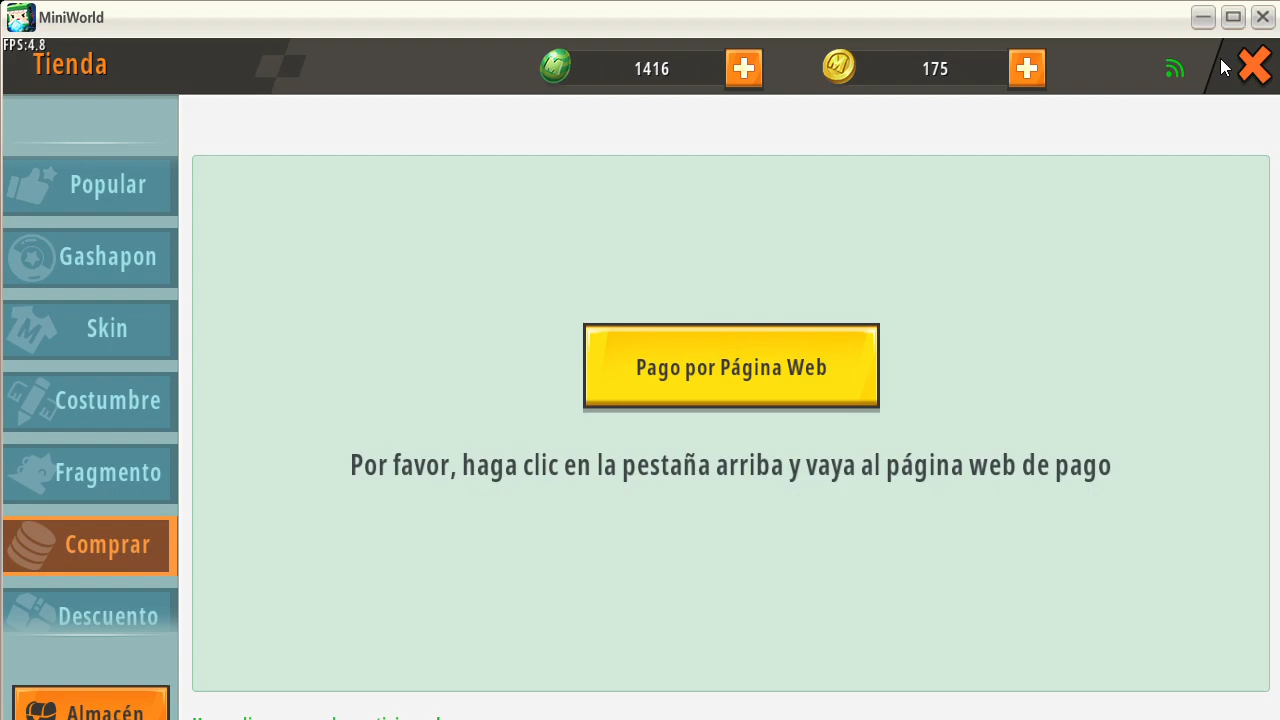 MiniWorld
FPS:4.8
Tienda
1416
175
Popular
Gashapon
Skin
Costumbre
Fragmento
Comprar
Descuento
Almacén
Pago por Página Web
Por favor, haga clic en la pestaña arriba y vaya al página web de pago